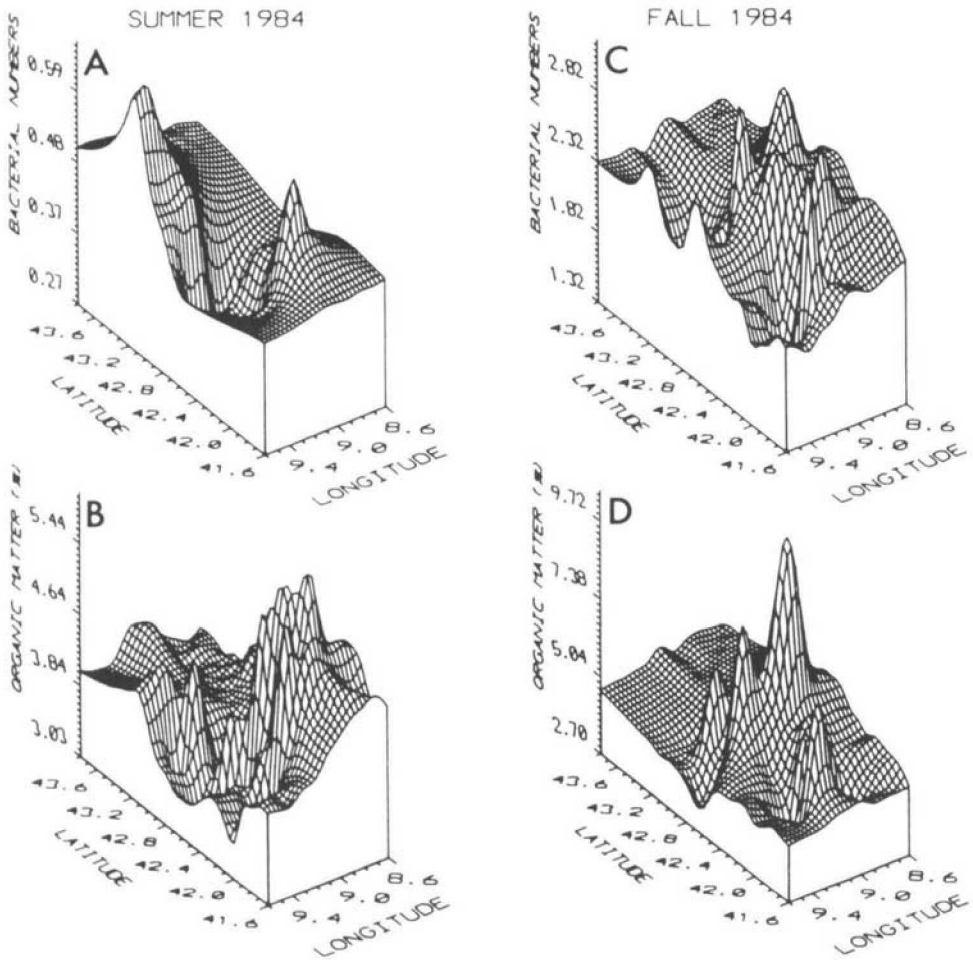 SUMMER 1984
FALL 1984
A
BACTERIAL NUMBERS
0.59
0.48
0.37
0.27
43.6
43.2
42.8
42.4
42.0
41.6
LATITUDE
9.4
9.0
8.6
LONGITUDE
C
BACTERIAL NUMBERS
2.82
2.32
1.82
1.32
43.6
43.2
42.8
42.4
42.0
41.6
LATITUDE
9.4
9.0
8.6
LONGITUDE
B
ORGANIC MATTER (%)
5.44
4.64
3.84
3.03
43.6
43.2
42.8
42.4
42.0
41.6
LATITUDE
9.4
9.0
8.6
LONGITUDE
D
ORGANIC MATTER (%)
9.72
7.38
5.04
2.70
43.6
43.2
42.8
42.4
42.0
41.6
LATITUDE
9.4
9.0
8.6
LONGITUDE